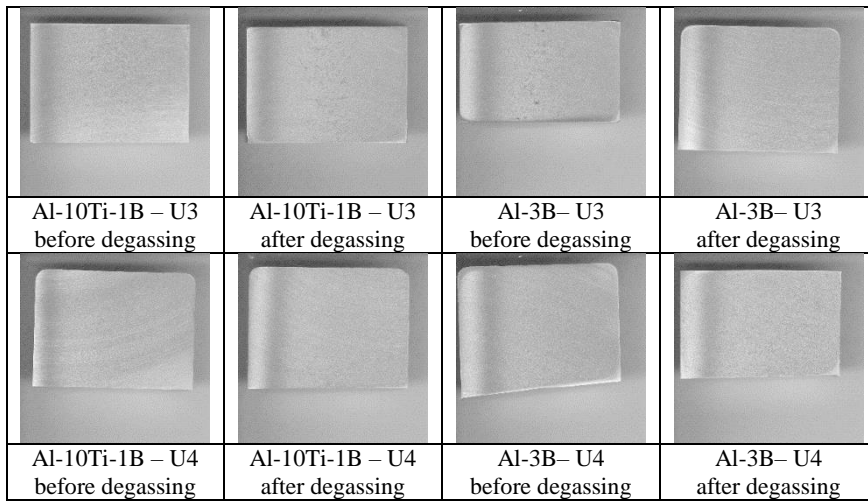 Al-10Ti-1B – U3 before degassing
Al-10Ti-1B – U3 after degassing
Al-3B– U3 before degassing
Al-3B– U3 after degassing
Al-10Ti-1B – U4 before degassing
Al-10Ti-1B – U4 after degassing
Al-3B– U4 before degassing
Al-3B– U4 after degassing